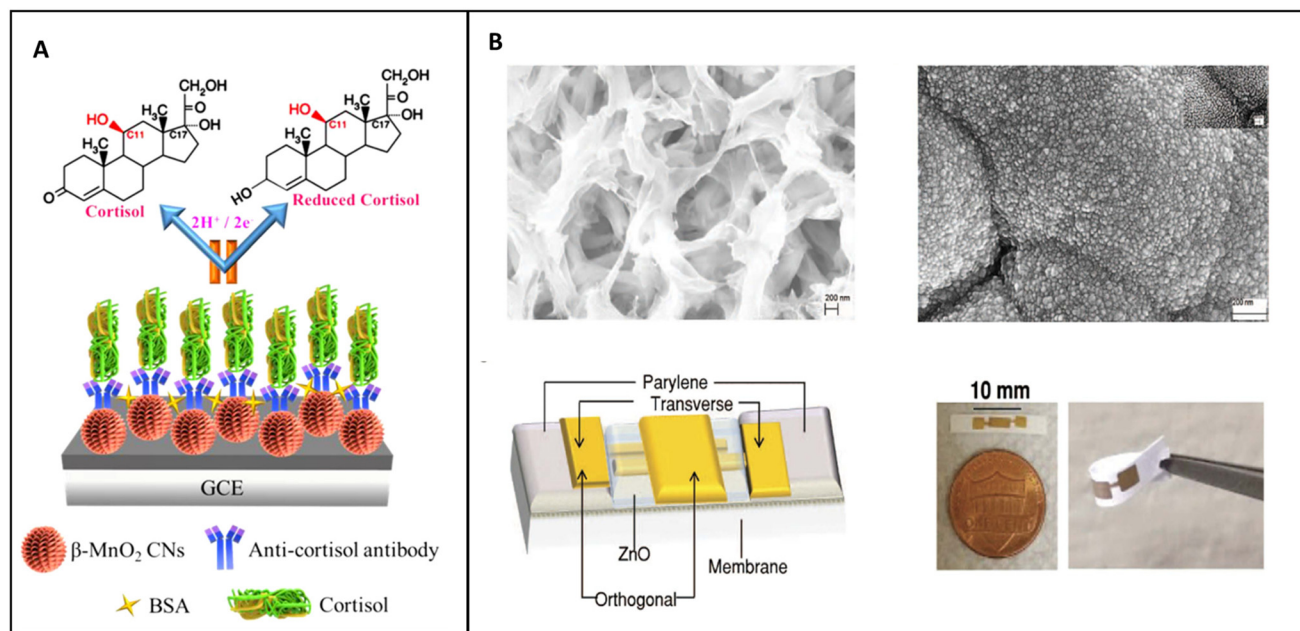 A
CH₂OH
O
H₃C
HO
OH
C11
C17
H₃C
O
Cortisol
CH₂OH
O
H₃C
HO
OH
C11
C17
H₃C
HO
Reduced Cortisol
2H⁺ / 2e⁻
GCE
β-MnO₂ CNs
Anti-cortisol antibody
BSA
Cortisol
B
200 nm
200 nm
Parylene
Transverse
ZnO
Membrane
Orthogonal
10 mm
ONE CENT